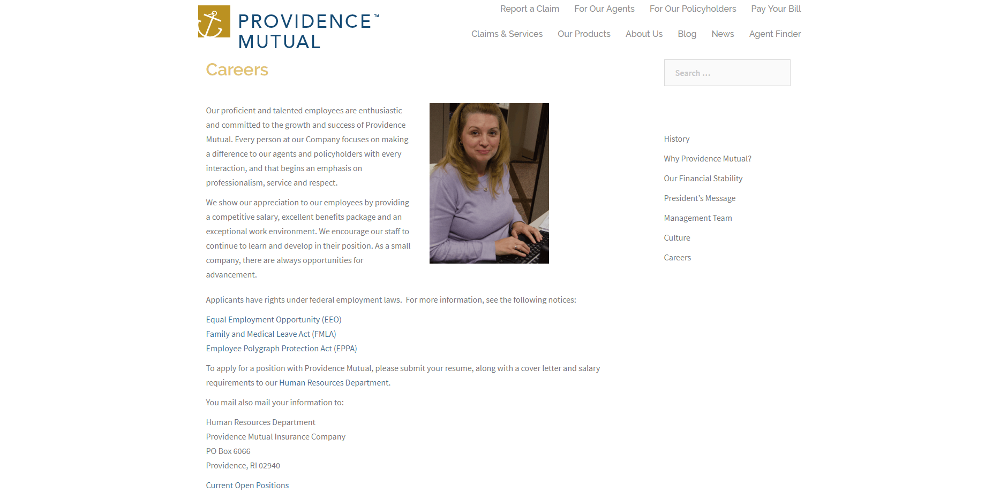 PROVIDENCE™
MUTUAL
Report a Claim
For Our Agents
For Our Policyholders
Pay Your Bill
Claims & Services
Our Products
About Us
Blog
News
Agent Finder
Careers
Search …
Our proficient and talented employees are enthusiastic
and committed to the growth and success of Providence
Mutual. Every person at our Company focuses on making
a difference to our agents and policyholders with every
interaction, and that begins an emphasis on
professionalism, service and respect.
We show our appreciation to our employees by providing
a competitive salary, excellent benefits package and an
exceptional work environment. We encourage our staff to
continue to learn and develop in their position. As a small
company, there are always opportunities for
advancement.
Applicants have rights under federal employment laws.  For more information, see the following notices:
Equal Employment Opportunity (EEO)
Family and Medical Leave Act (FMLA)
Employee Polygraph Protection Act (EPPA)
To apply for a position with Providence Mutual, please submit your resume, along with a cover letter and salary
requirements to our Human Resources Department.
You mail also mail your information to:
Human Resources Department
Providence Mutual Insurance Company
PO Box 6066
Providence, RI 02940
Current Open Positions
History
Why Providence Mutual?
Our Financial Stability
President’s Message
Management Team
Culture
Careers